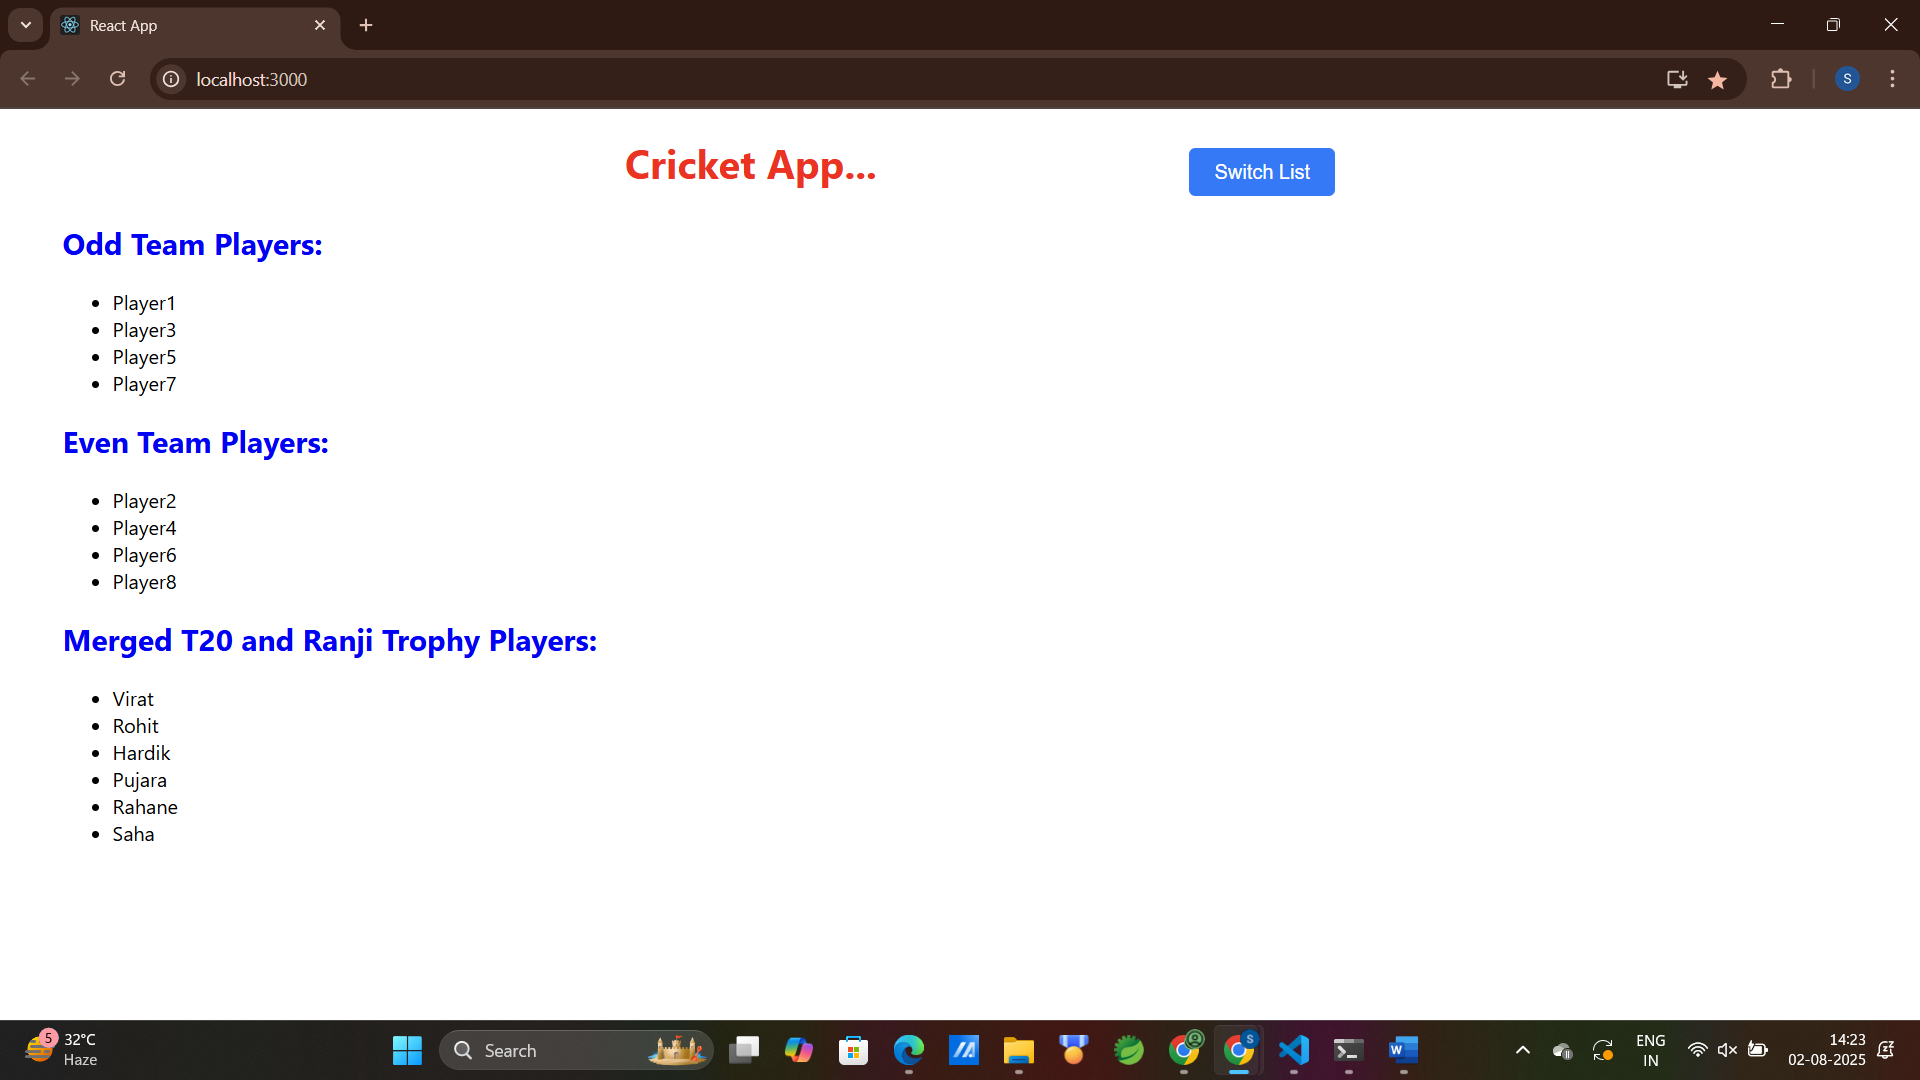 React App
localhost:3000
S
Cricket App...
Switch List
Odd Team Players:
Player1
Player3
Player5
Player7
Even Team Players:
Player2
Player4
Player6
Player8
Merged T20 and Ranji Trophy Players:
Virat
Rohit
Hardik
Pujara
Rahane
Saha
5
32°C
Haze
Search
S
W
ENG
IN
14:23
02-08-2025